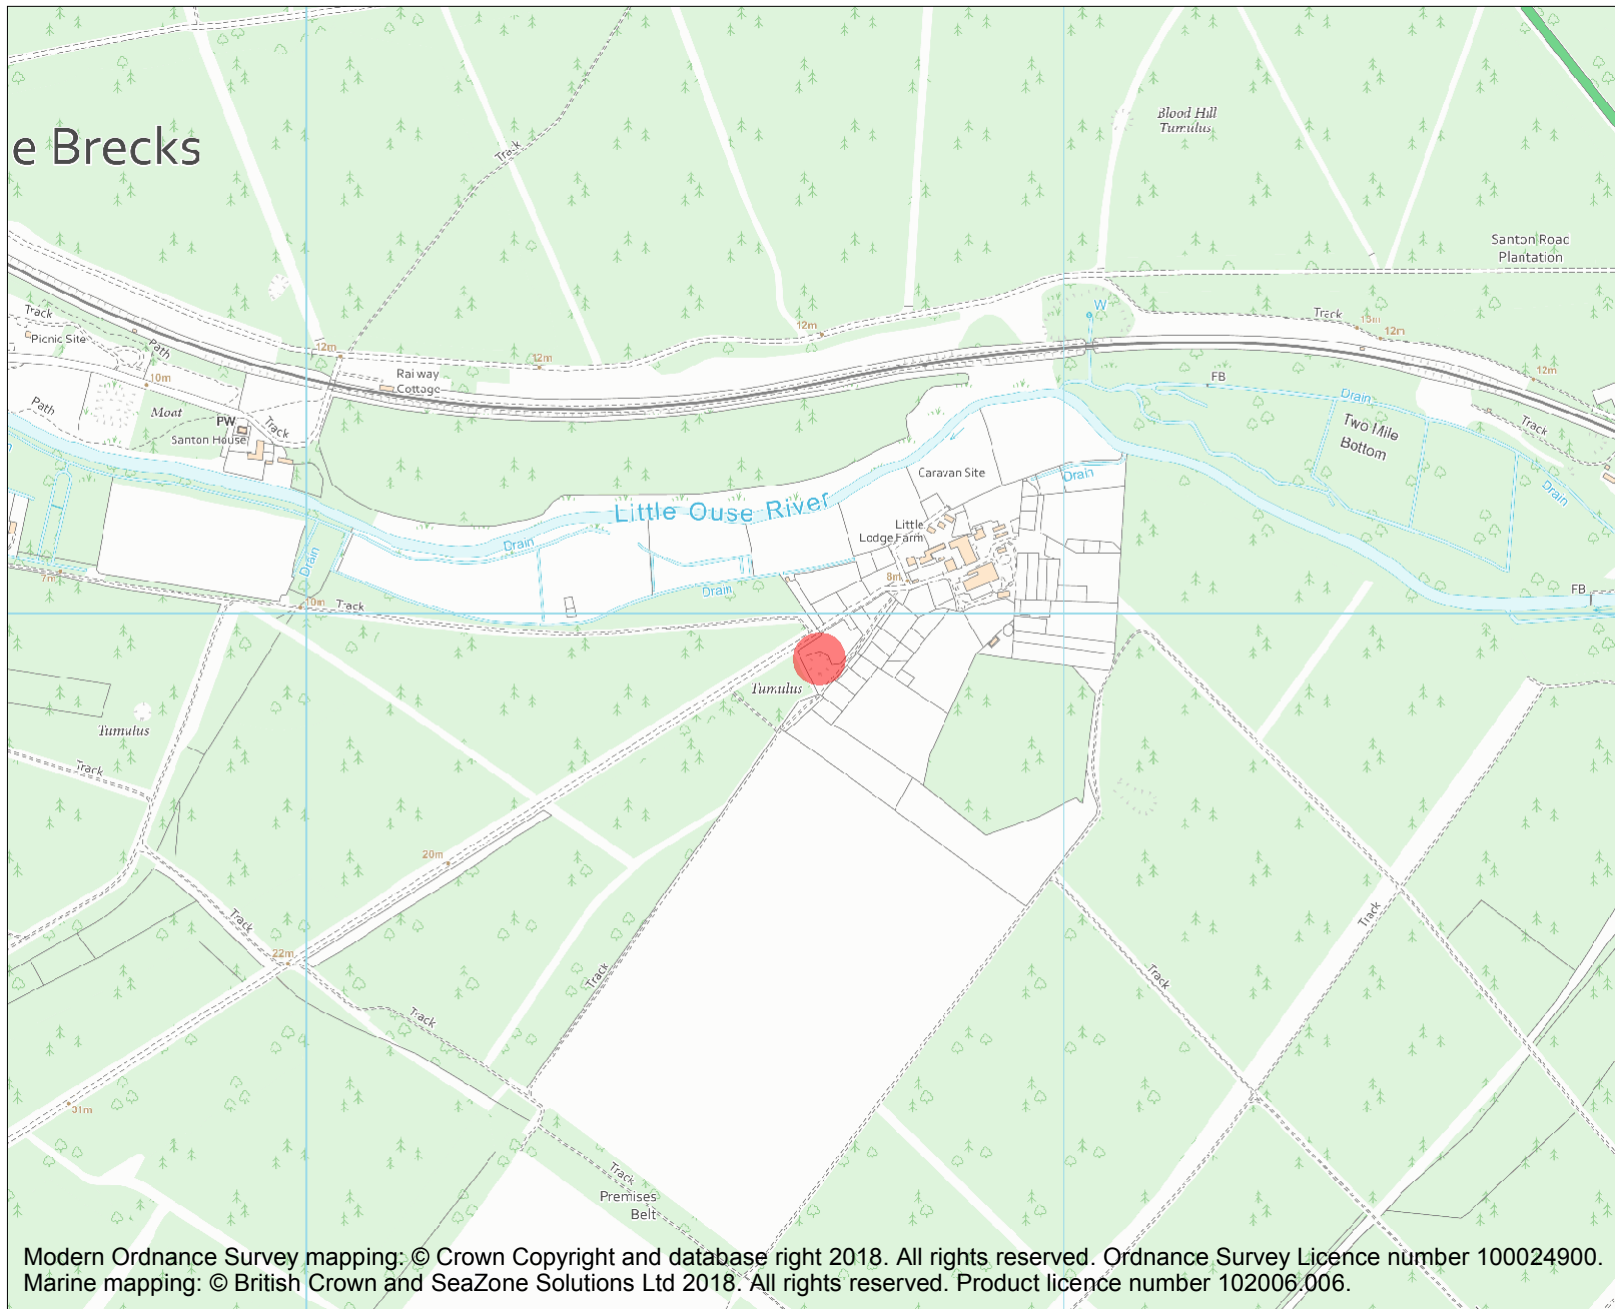 Blood Hill
Tumulus
e Brecks
Track
Santon Road
Plantation
W
Track
Track
12m
15m
12m
Picnic Site
Path
12m
12m
12m
10m
Railway
Cottage
FB
Drain
Path
Moat
PW
Track
Santon House
Two Mile
Bottom
Track
Caravan Site
Drain
Drain
Little Ouse River
Little
Lodge Farm
Drain
Drain
7m
8m
Drain
FB
10m
Track
Tumulus
Tumulus
Track
20m
Track
Track
22m
Track
Track
Track
31m
Track
Premises
Belt
Modern Ordnance Survey mapping: © Crown Copyright and database right 2018. All rights reserved. Ordnance Survey Licence number 100024900.
Marine mapping: © British Crown and SeaZone Solutions Ltd 2018. All rights reserved. Product licence number 102006.006.